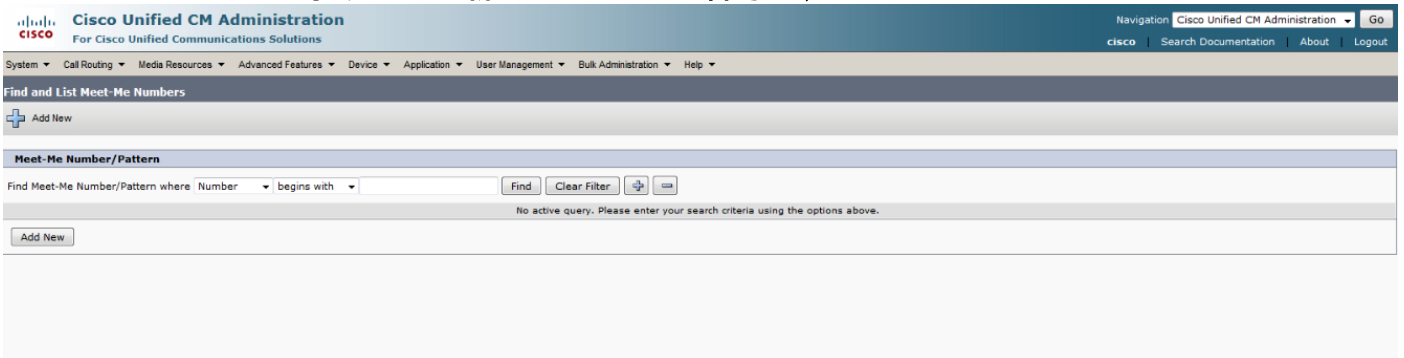 Cisco Unified CM Administration
For Cisco Unified Communications Solutions
CISCO
Navigation Cisco Unified CM Administration Go
cisco Search Documentation About Logout
System Call Routing Media Resources Advanced Features Device Application User Management Bulk Administration Help
Find and List Meet-Me Numbers
Add New
Meet-Me Number/Pattern
Find Meet-Me Number/Pattern where Number begins with Find Clear Filter
No active query. Please enter your search criteria using the options above.
Add New